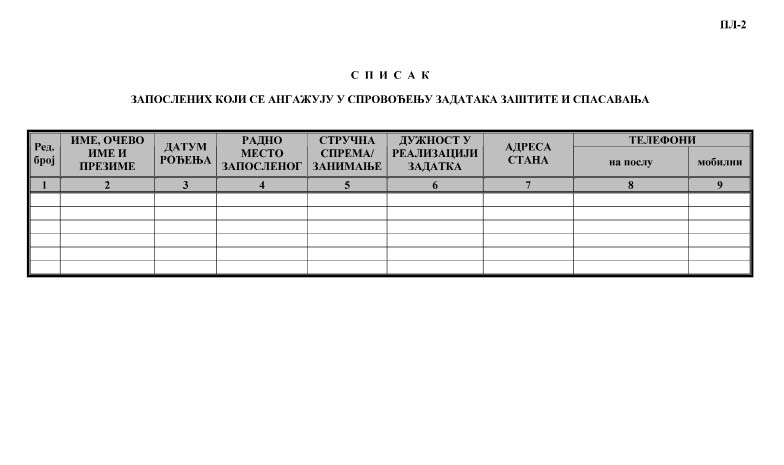 ПЛ-2
С П И С А К
ЗАПОСЛЕНИХ КОЈИ СЕ АНГАЖУЈУ У СПРОВОЂЕЊУ ЗАДАТАКА ЗАШТИТЕ И СПАСАВАЊА
Ред. број
ИМЕ, ОЧЕВО
ИМЕ И
ПРЕЗИМЕ
ДАТУМ
РОЂЕЊА
РАДНО
МЕСТО
ЗАПОСЛЕНОГ
СТРУЧНА
СПРЕМА/
ЗАНИМАЊЕ
ДУЖНОСТ У
РЕАЛИЗАЦИЈИ
ЗАДАТКА
АДРЕСА
СТАНА
ТЕЛЕФОНИ
на послу
мобилни
1 2 3 4 5 6 7 8 9